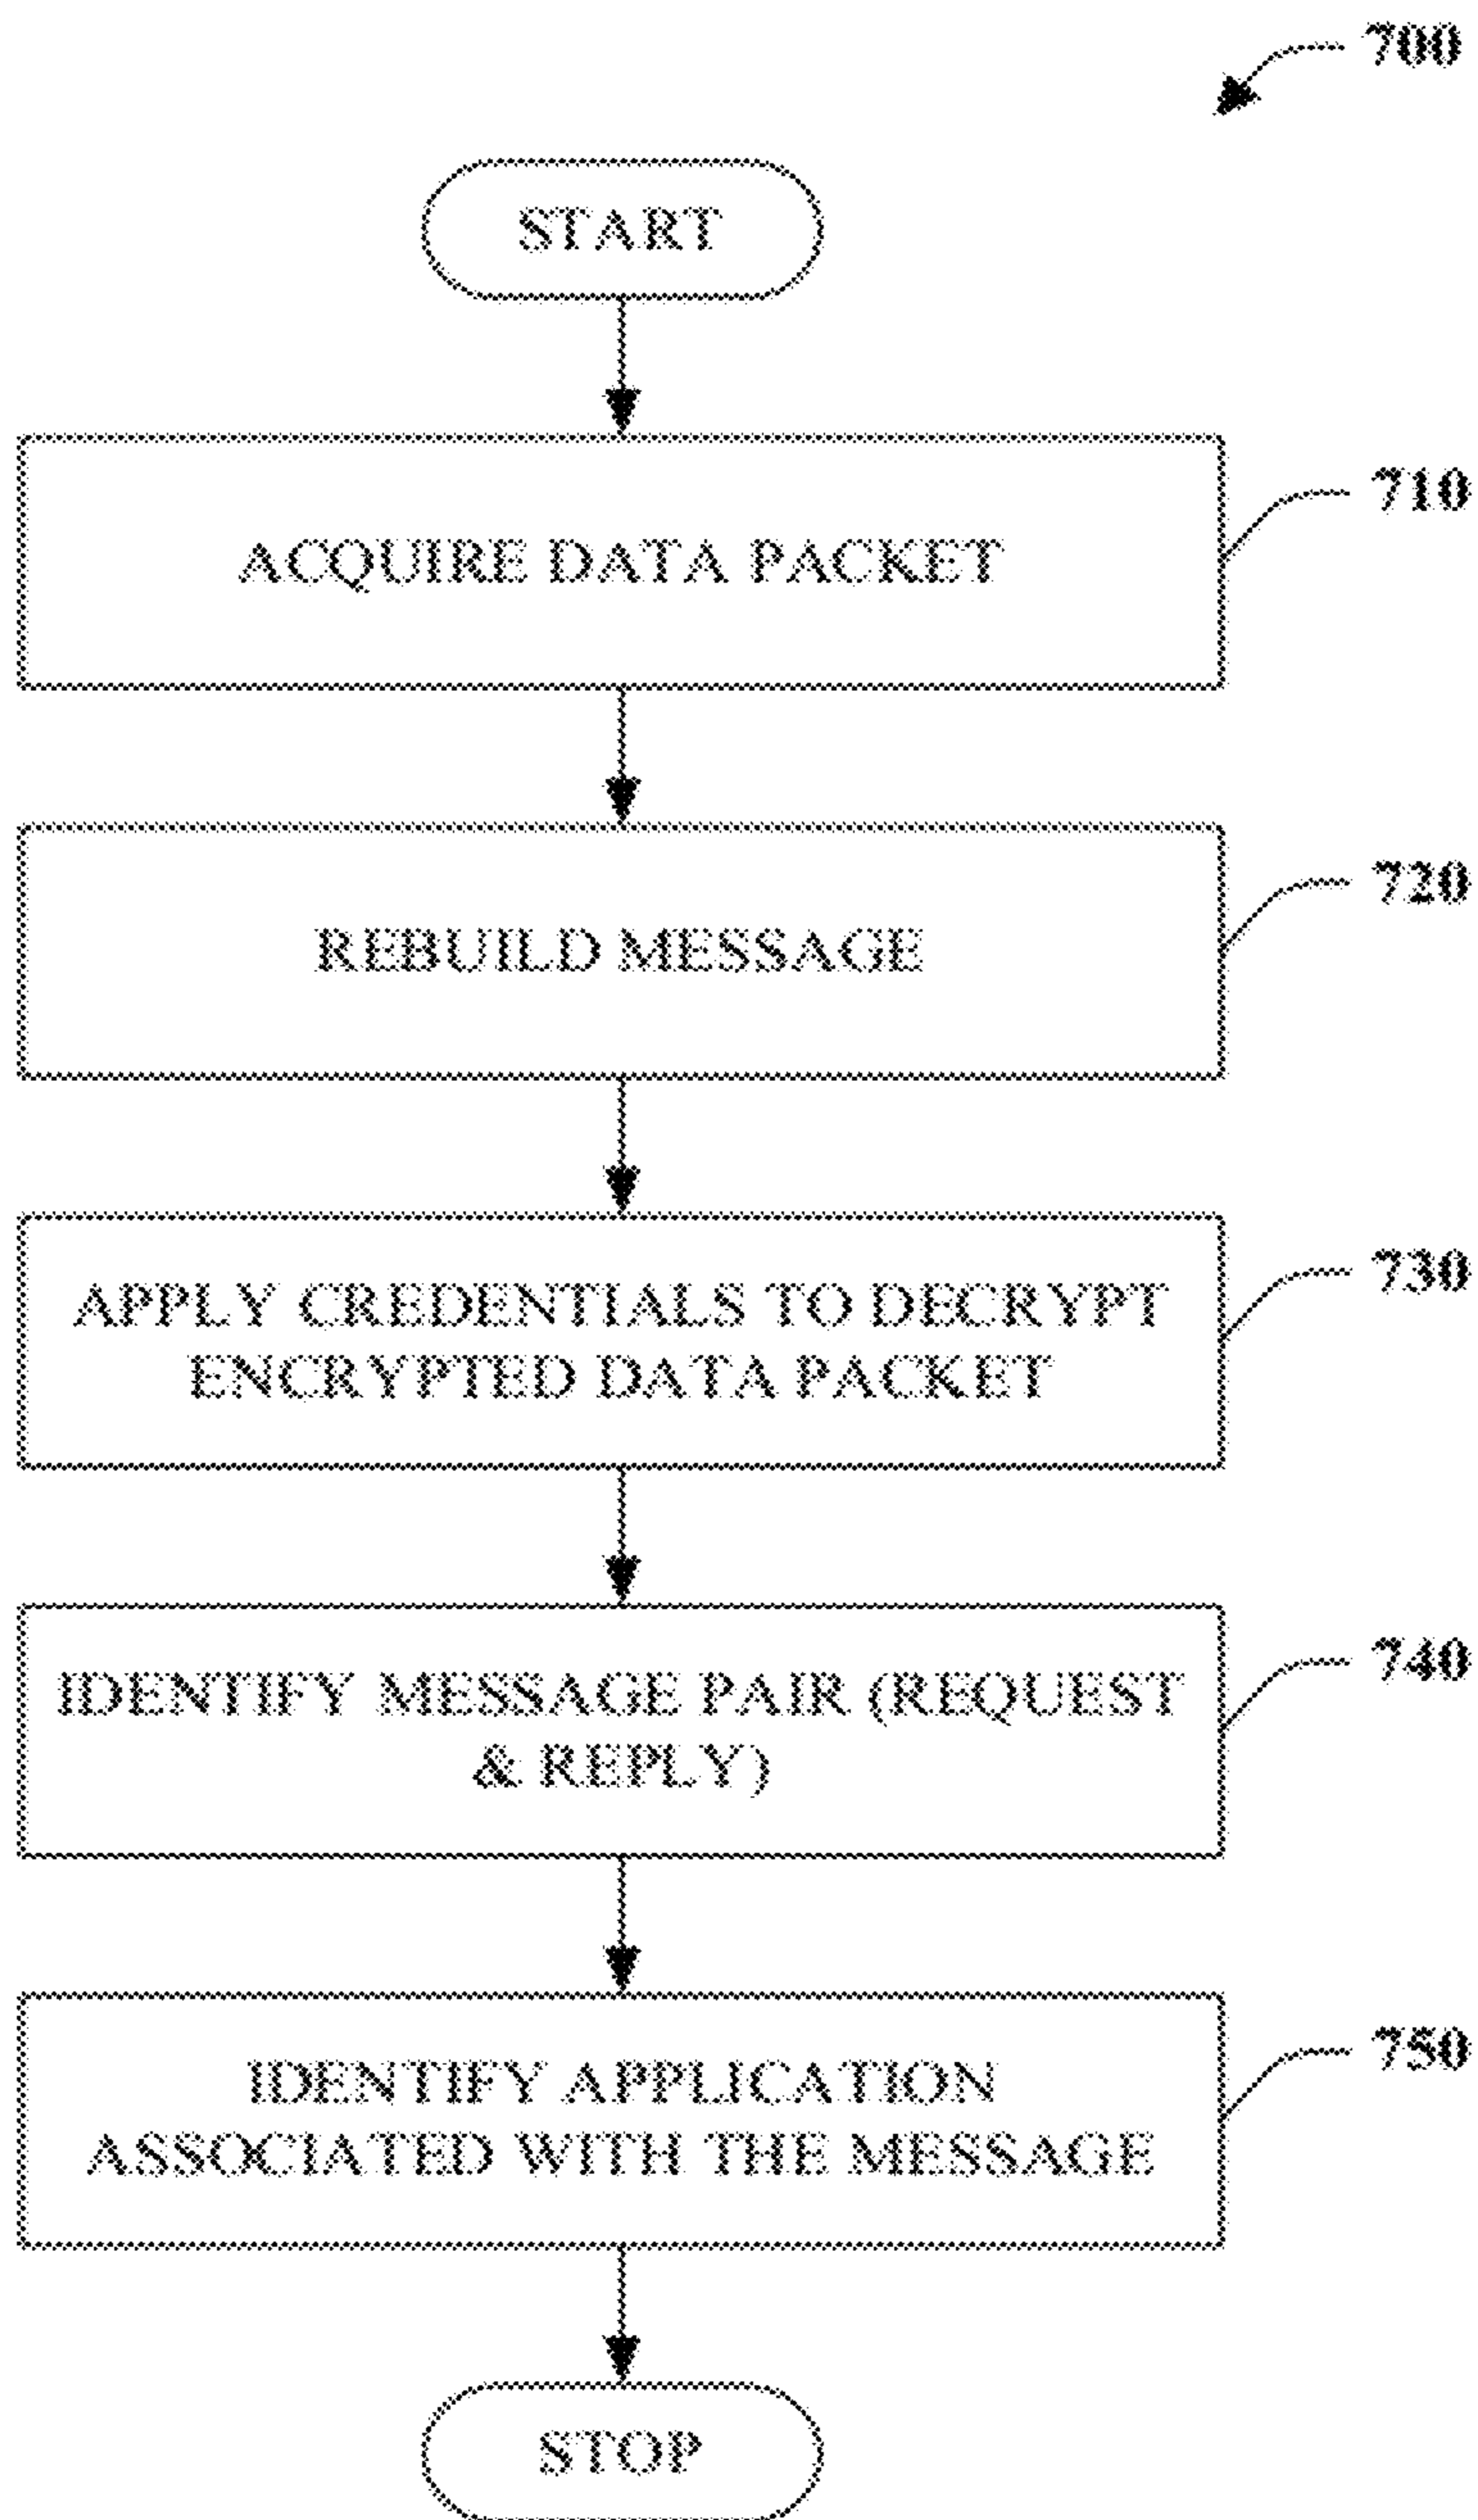 700
START
ACQUIRE DATA PACKET
710
REBUILD MESSAGE
720
APPLY CREDENTIALS TO DECRYPT
ENCRYPTED DATA PACKET
730
IDENTIFY MESSAGE PAIR (REQUEST
& REPLY)
740
IDENTIFY APPLICATION
ASSOCIATED WITH THE MESSAGE
750
STOP